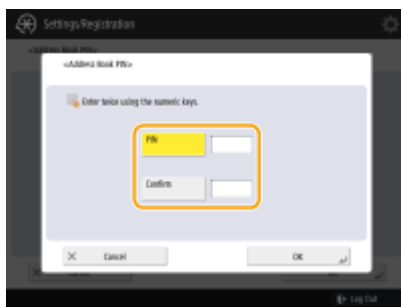 Settings/Registration
<Address Book PIN>
<Address Book PIN>
Enter twice using the numeric keys.
PIN
Confirm
Cancel
OK
Cancel
Log Out